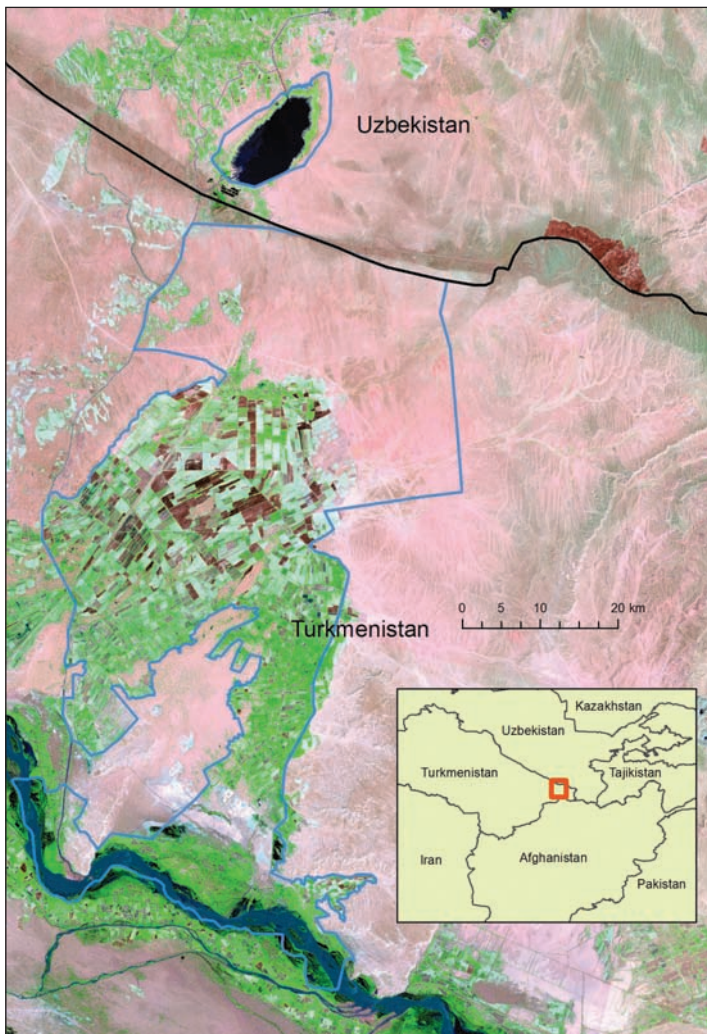 Uzbekistan
Turkmenistan
0 5 10 20 km
Kazakhstan
Uzbekistan
Turkmenistan
Tajikistan
Iran
Afghanistan
Pakistan